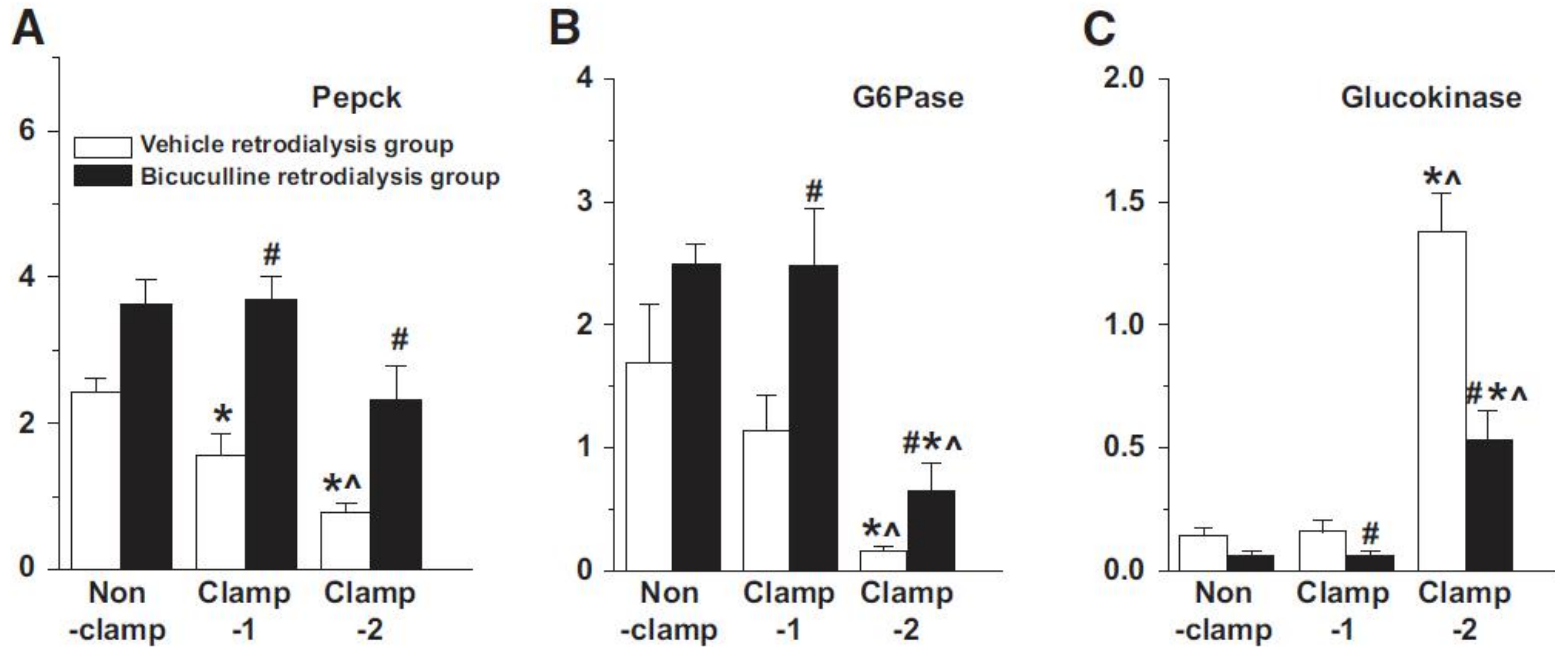 A
Pepck
6
Vehicle retrodialysis group
Bicuculline retrodialysis group
#
4
#
*
2
*^
0
Non
-clamp
Clamp
-1
Clamp
-2
B
4
G6Pase
3
#
2
1
#*^
*^
0
Non
-clamp
Clamp
-1
Clamp
-2
C
2.0
Glucokinase
*^
1.5
1.0
#*^
0.5
#
0.0
Non
-clamp
Clamp
-1
Clamp
-2